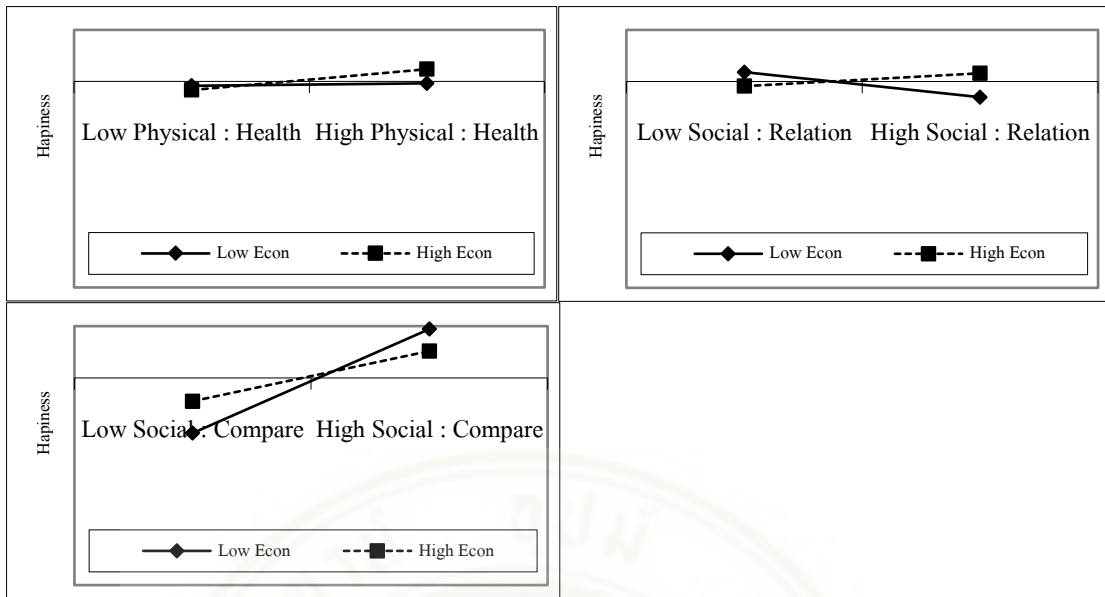 Hapiness
Low Physical : Health High Physical : Health
Low Econ High Econ
Hapiness
Low Social : Relation High Social : Relation
Low Econ High Econ
Hapiness
Low Social : Compare High Social : Compare
Low Econ High Econ